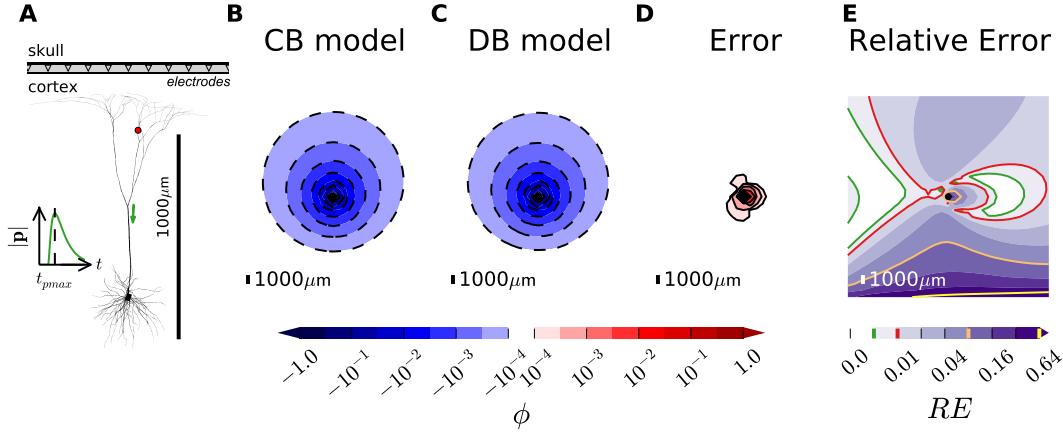 A
B
C
D
E
CB model
DB model
Error
Relative Error
skull
electrodes
cortex
1000μm
|p|
t
t_{pmax}
1000μm
1000μm
1000μm
1000μm
−1.0
−10^{-1}
−10^{-2}
−10^{-3}
−10^{-4}
10^{-4}
10^{-3}
10^{-2}
10^{-1}
1.0
ϕ
0.0
0.01
0.04
0.16
0.64
RE